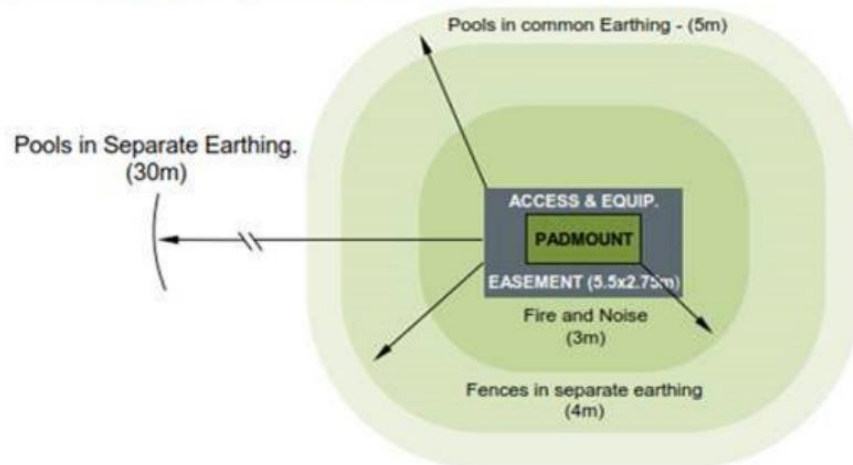 Pools in common Earthing - (5m)
Pools in Separate Earthing.
(30m)
ACCESS & EQUIP.
PADMOUNT
EASEMENT (5.5x2.75m)
Fire and Noise
(3m)
Fences in separate earthing
(4m)